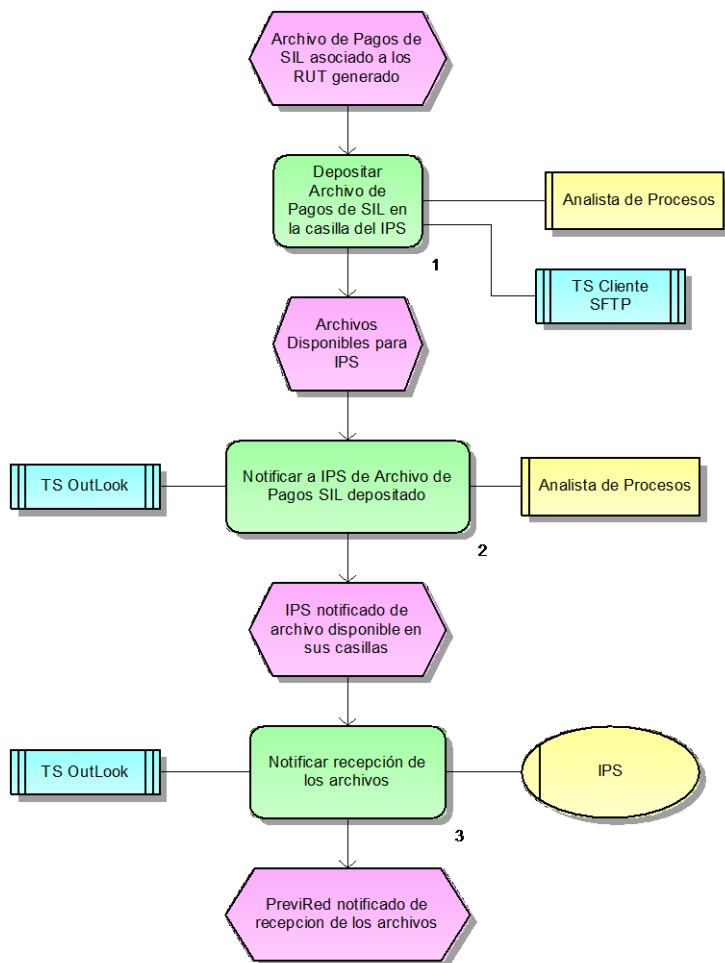 Archivo de Pagos de
SIL asociado a los
RUT generado
Depositar
Archivo de
Pagos de SIL en
la casilla del IPS
Analista de Procesos
1
TS Cliente
SFTP
Archivos
Disponibles para
IPS
TS OutLook
Notificar a IPS de Archivo de
Pagos SIL depositado
Analista de Procesos
2
IPS notificado de
archivo disponible en
sus casillas
TS OutLook
Notificar recepción de
los archivos
IPS
3
PreviRed notificado de
recepcion de los archivos